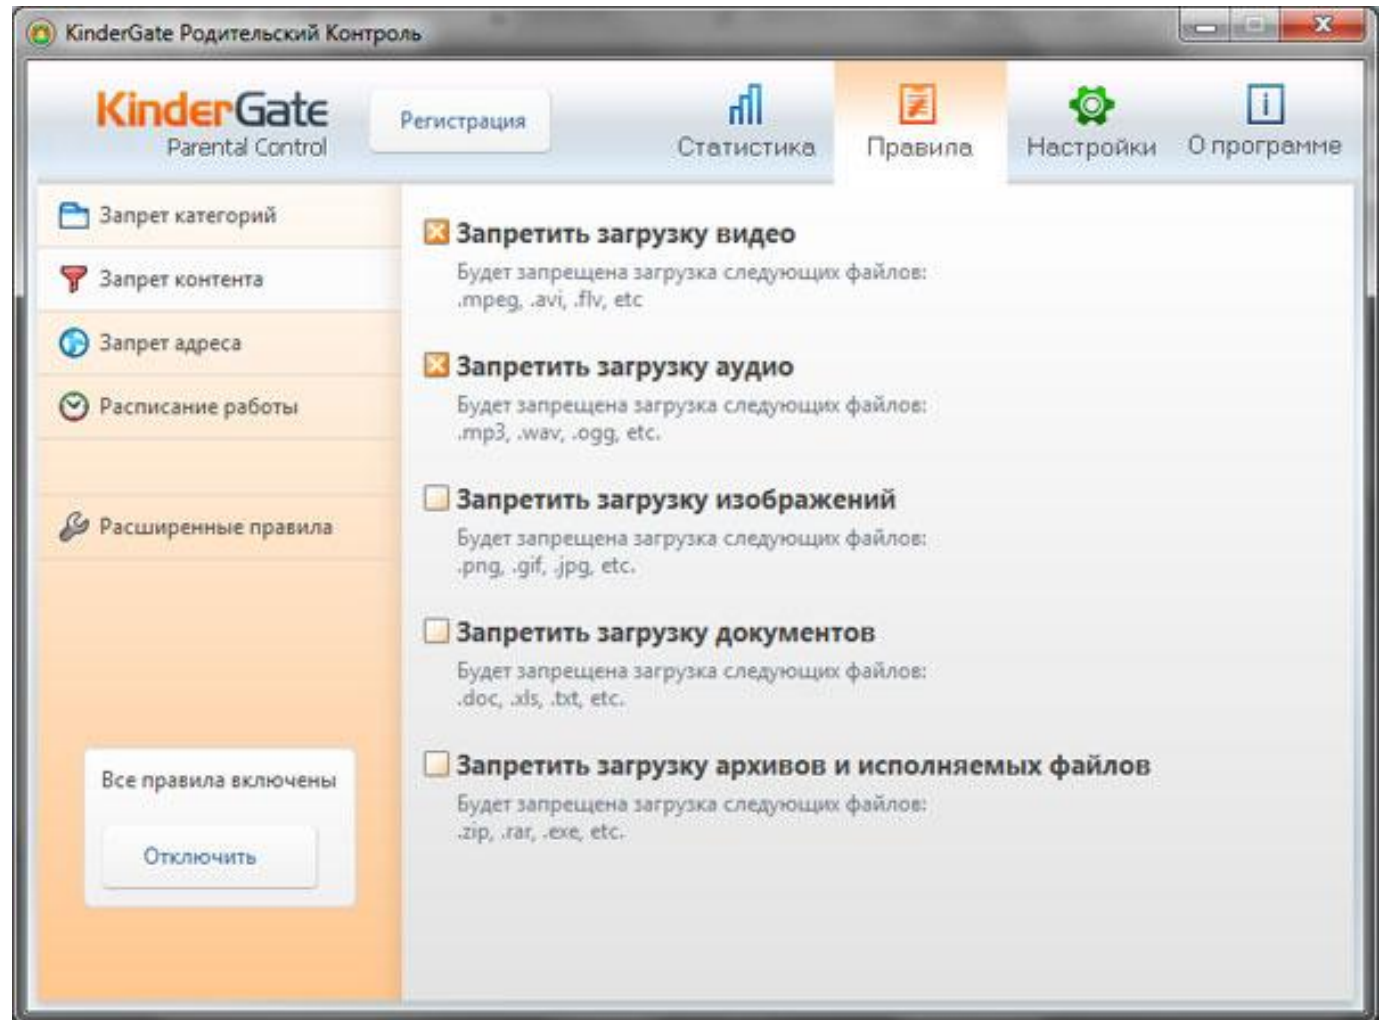 KinderGate Родительский Контроль
KinderGate
Parental Control
Регистрация
Статистика
Правила
Настройки
О программе
Запрет категорий
Запрет контента
Запрет адреса
Расписание работы
Расширенные правила
Все правила включены
Отключить
Запретить загрузку видео
Будет запрещена загрузка следующих файлов:
.mpeg, .avi, .flv, etc
Запретить загрузку аудио
Будет запрещена загрузка следующих файлов:
.mp3, .wav, .ogg, etc.
Запретить загрузку изображений
Будет запрещена загрузка следующих файлов:
.png, .gif, .jpg, etc.
Запретить загрузку документов
Будет запрещена загрузка следующих файлов:
.doc, .xls, .txt, etc.
Запретить загрузку архивов и исполняемых файлов
Будет запрещена загрузка следующих файлов:
.zip, .rar, .exe, etc.